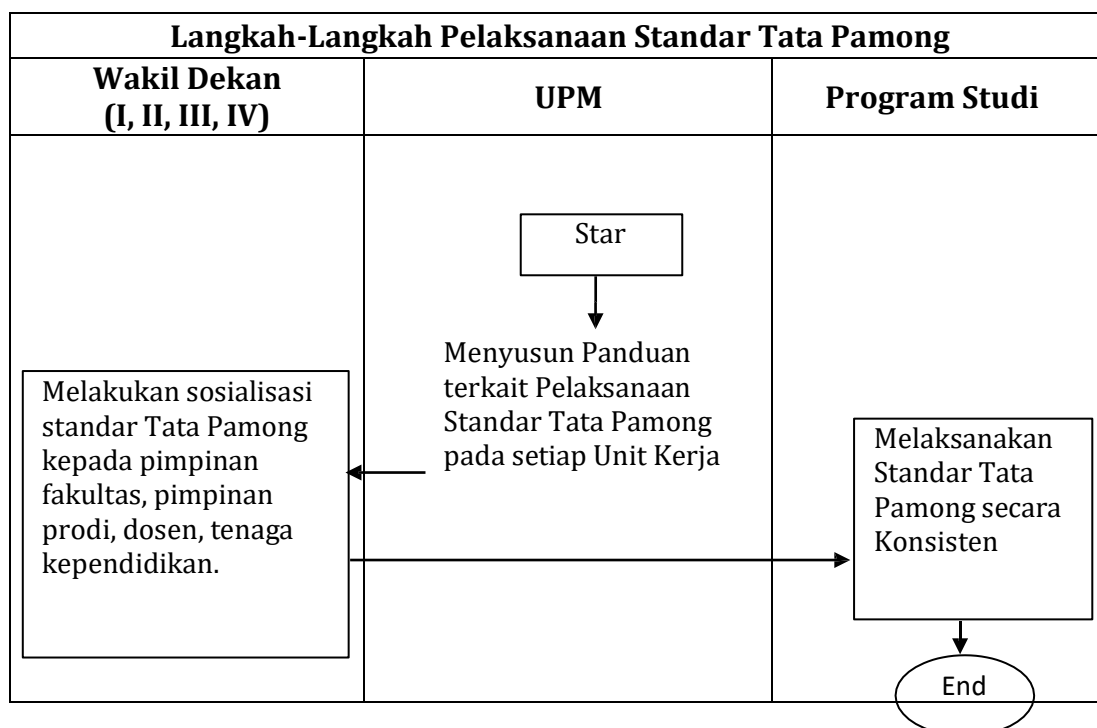 Langkah-Langkah Pelaksanaan Standar Tata Pamong
Wakil Dekan
(I, II, III, IV)
UPM
Program Studi
Star
Menyusun Panduan
terkait Pelaksanaan
Standar Tata Pamong
pada setiap Unit Kerja
Melakukan sosialisasi
standar Tata Pamong
kepada pimpinan
fakultas, pimpinan
prodi, dosen, tenaga
kependidikan.
Melaksanakan
Standar Tata
Pamong secara
Konsisten
End